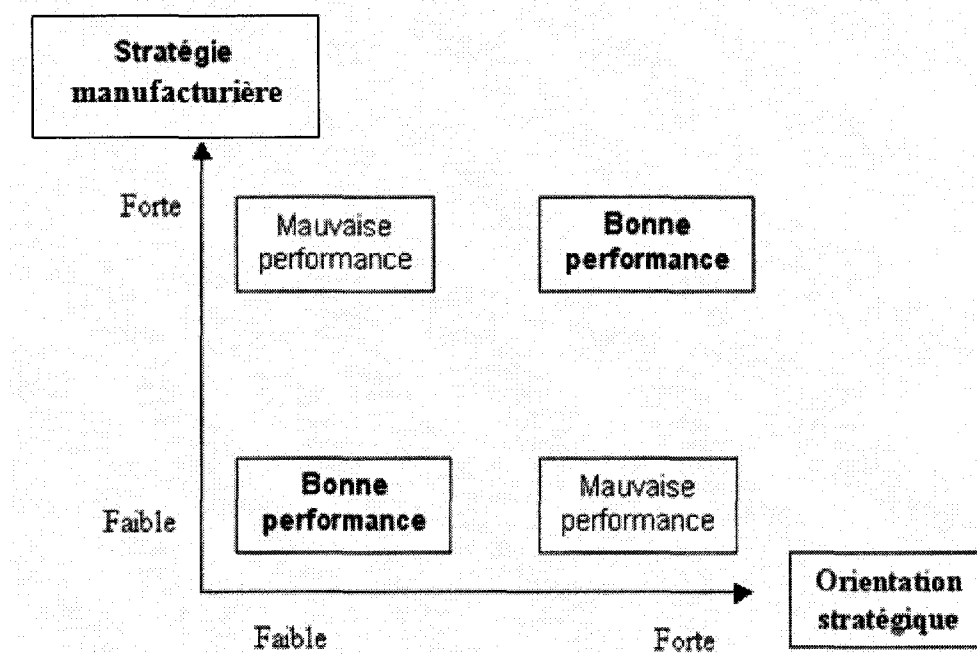 Stratégie
manufacturière
Forte
Mauvaise
performance
Bonne
performance
Faible
Bonne
performance
Mauvaise
performance
Orientation
stratégique
Faible
Forte